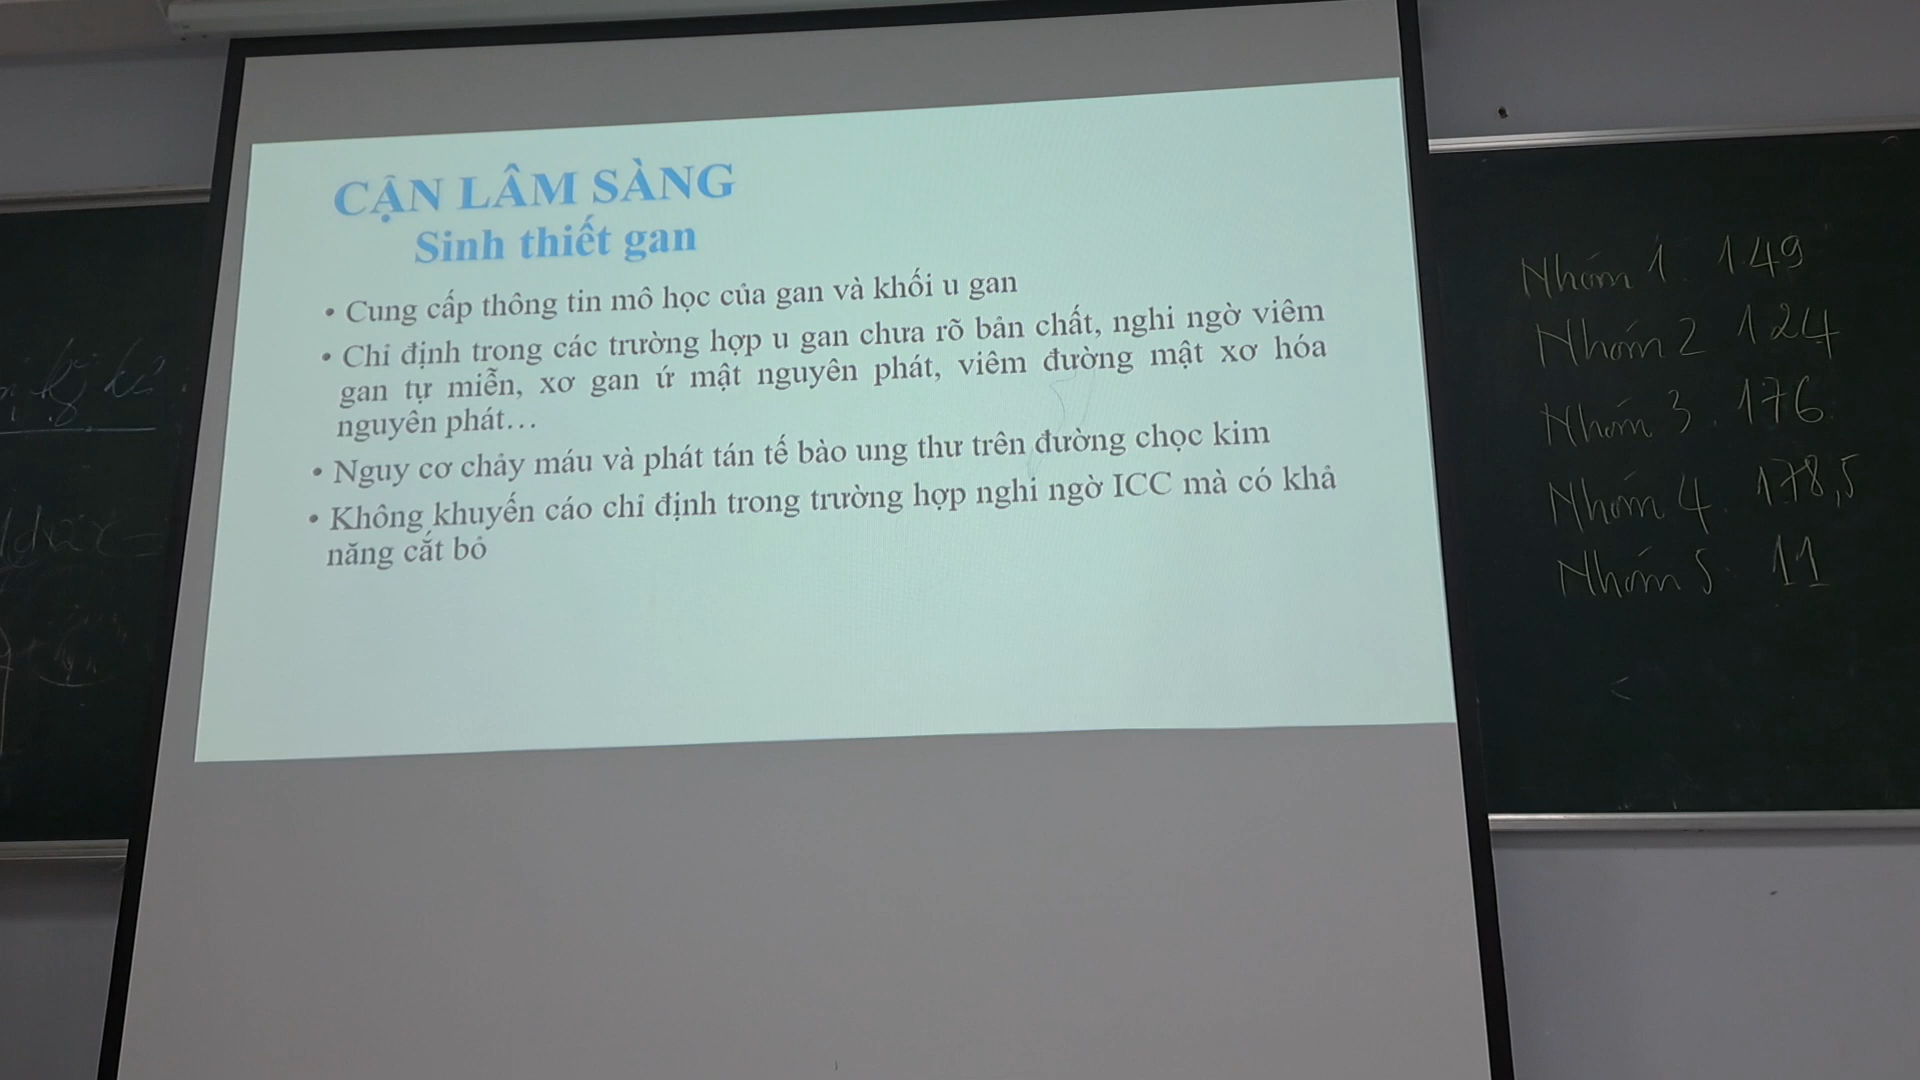 CẬN LÂM SÀNG
Sinh thiết gan
• Cung cấp thông tin mô học của gan và khối u gan
• Chỉ định trong các trường hợp u gan chưa rõ bản chất, nghi ngờ viêm
gan tự miễn, xơ gan ứ mật nguyên phát, viêm đường mật xơ hóa
nguyên phát...
• Nguy cơ chảy máu và phát tán tế bào ung thư trên đường chọc kim
• Không khuyến cáo chỉ định trong trường hợp nghi ngờ ICC mà có khả
năng cắt bỏ
Nhóm 1. 149
Nhóm 2 124
Nhóm 3. 176
Nhóm 4. 178,5
Nhóm 5. 11